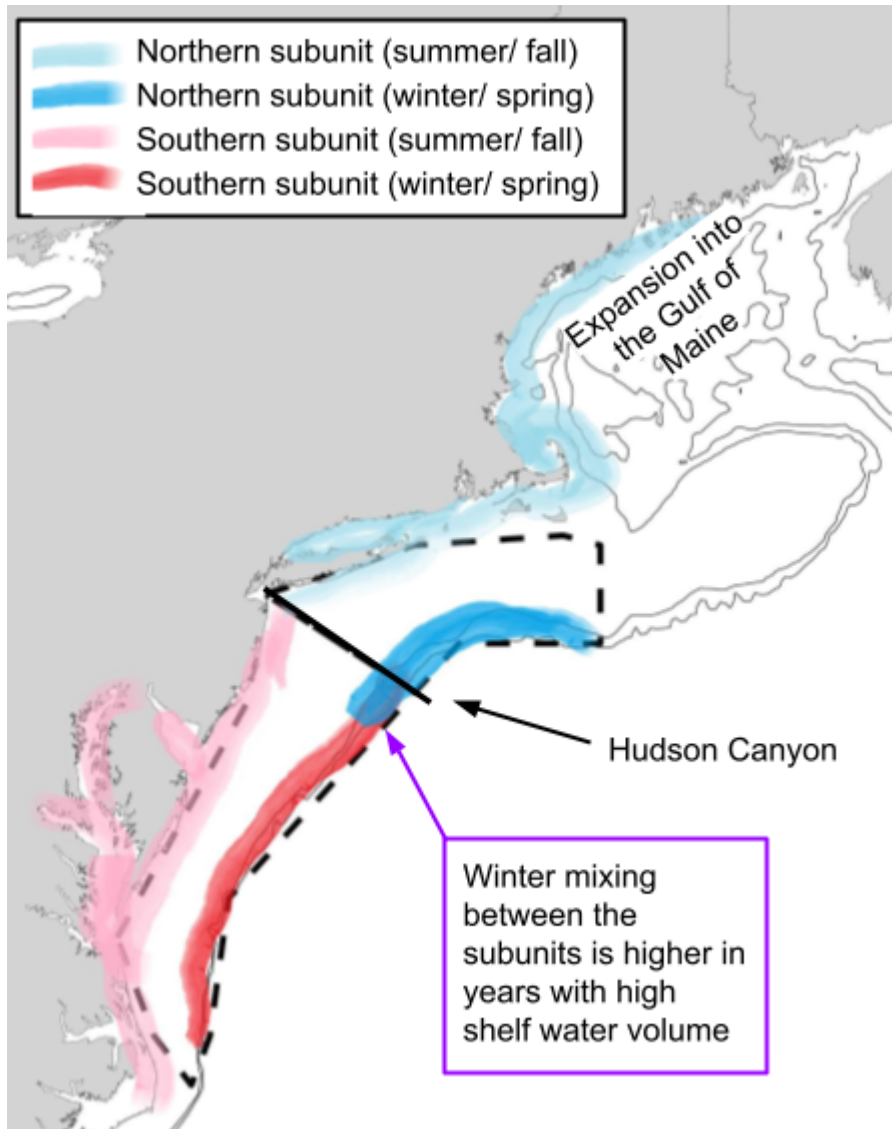 Northern subunit (summer/ fall)
Northern subunit (winter/ spring)
Southern subunit (summer/ fall)
Southern subunit (winter/ spring)
Expansion into
the Gulf of
Maine
Hudson Canyon
Winter mixing
between the
subunits is higher in
years with high
shelf water volume